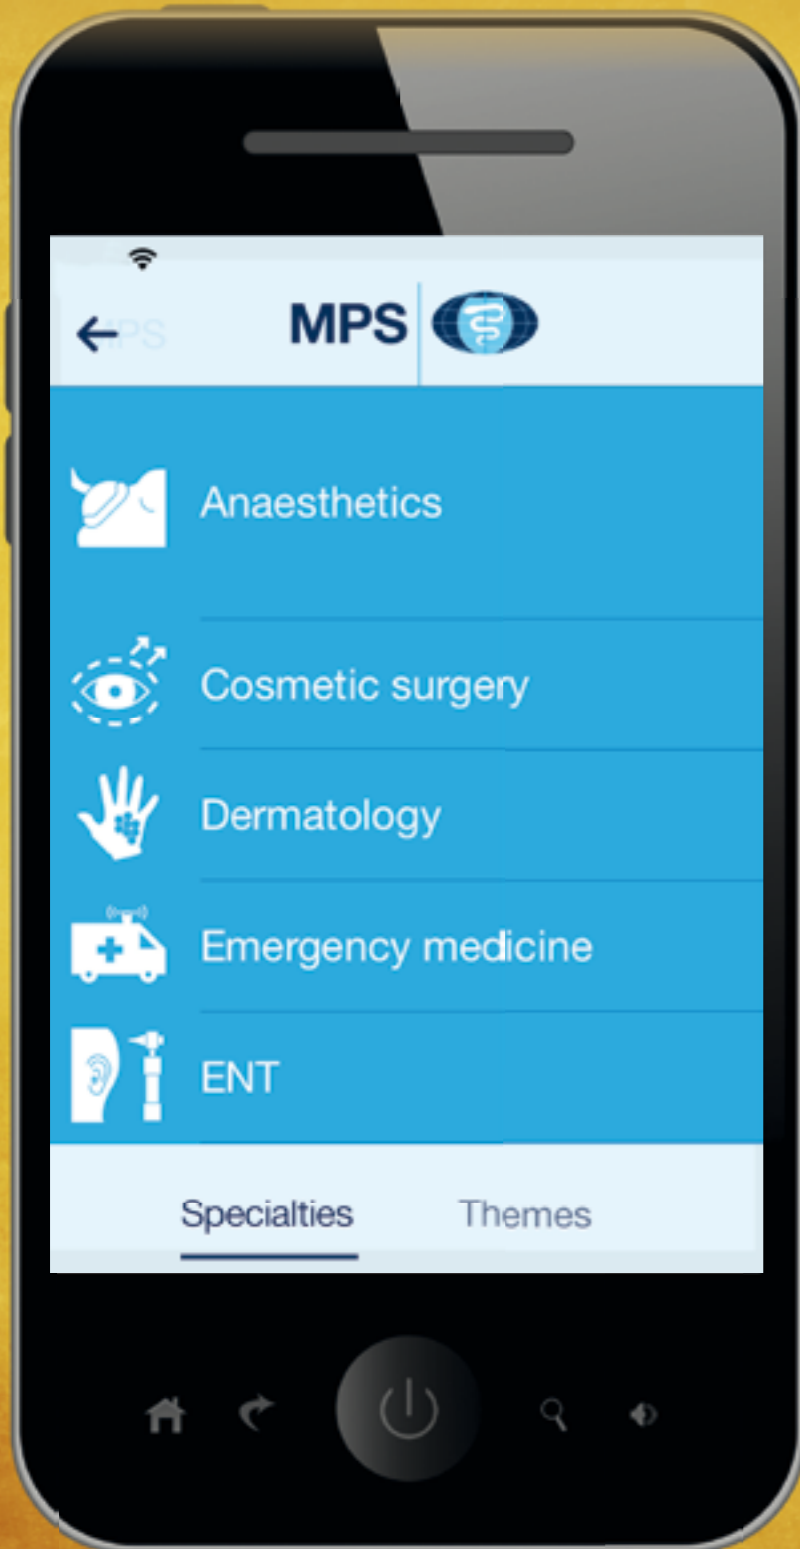 MPS
Anaesthetics
Cosmetic surgery
Dermatology
Emergency medicine
ENT
Specialties Themes